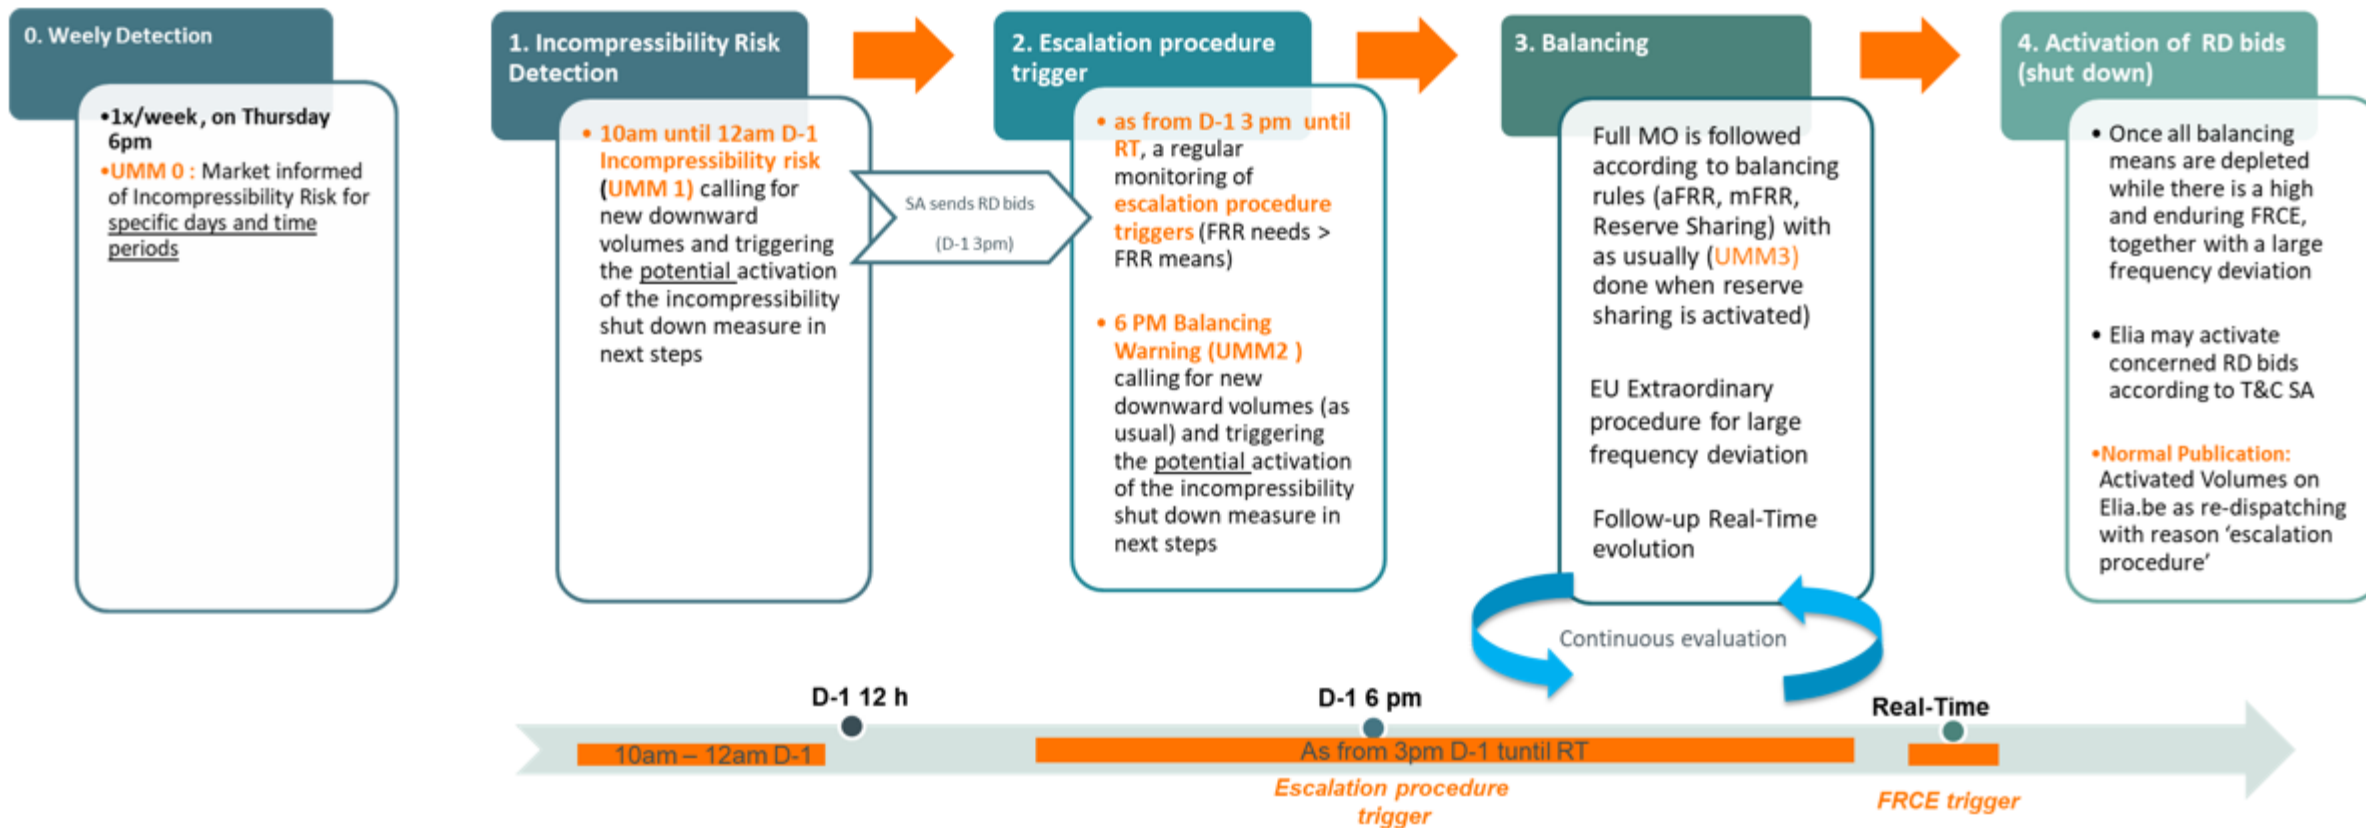 0. Weely Detection
•1x/week, on Thursday
6pm
•UMM 0 : Market informed
of Incompressibility Risk for
specific days and time
periods
1. Incompressibility Risk
Detection
• 10am until 12am D-1
Incompressibility risk
(UMM 1) calling for
new downward
volumes and triggering
the potential activation
of the incompressibility
shut down measure in
next steps
SA sends RD bids
(D-1 3pm)
2. Escalation procedure
trigger
• as from D-1 3 pm until
RT, a regular
monitoring of
escalation procedure
triggers (FRR needs >
FRR means)
• 6 PM Balancing
Warning (UMM2 )
calling for new
downward volumes (as
usual) and triggering
the potential activation
of the incompressibility
shut down measure in
next steps
3. Balancing
Full MO is followed
according to balancing
rules (aFRR, mFRR,
Reserve Sharing) with
as usually (UMM3)
done when reserve
sharing is activated)
EU Extraordinary
procedure for large
frequency deviation
Follow-up Real-Time
evolution
Continuous evaluation
4. Activation of RD bids
(shut down)
• Once all balancing
means are depleted
while there is a high
and enduring FRCE,
together with a large
frequency deviation
• Elia may activate
concerned RD bids
according to T&C SA
•Normal Publication:
Activated Volumes on
Elia.be as re-dispatching
with reason ‘escalation
procedure’
D-1 12 h
D-1 6 pm
Real-Time
10am – 12am D-1
As from 3pm D-1 tuntil RT
Escalation procedure
trigger
FRCE trigger